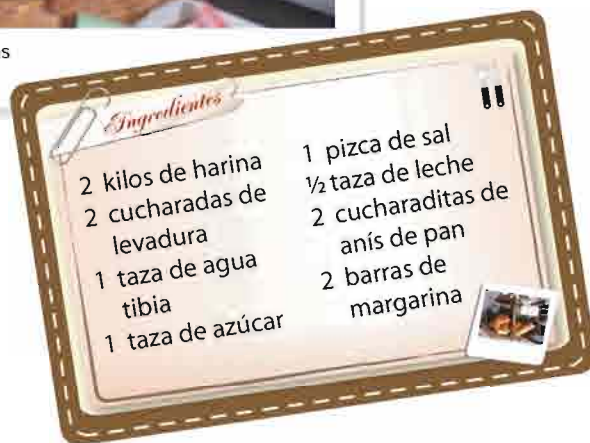 s
Ingredientes
2 kilos de harina
2 cucharadas de
levadura
1 taza de agua
tibia
1 taza de azúcar
1 pizca de sal
½ taza de leche
2 cucharaditas de
anís de pan
2 barras de
margarina